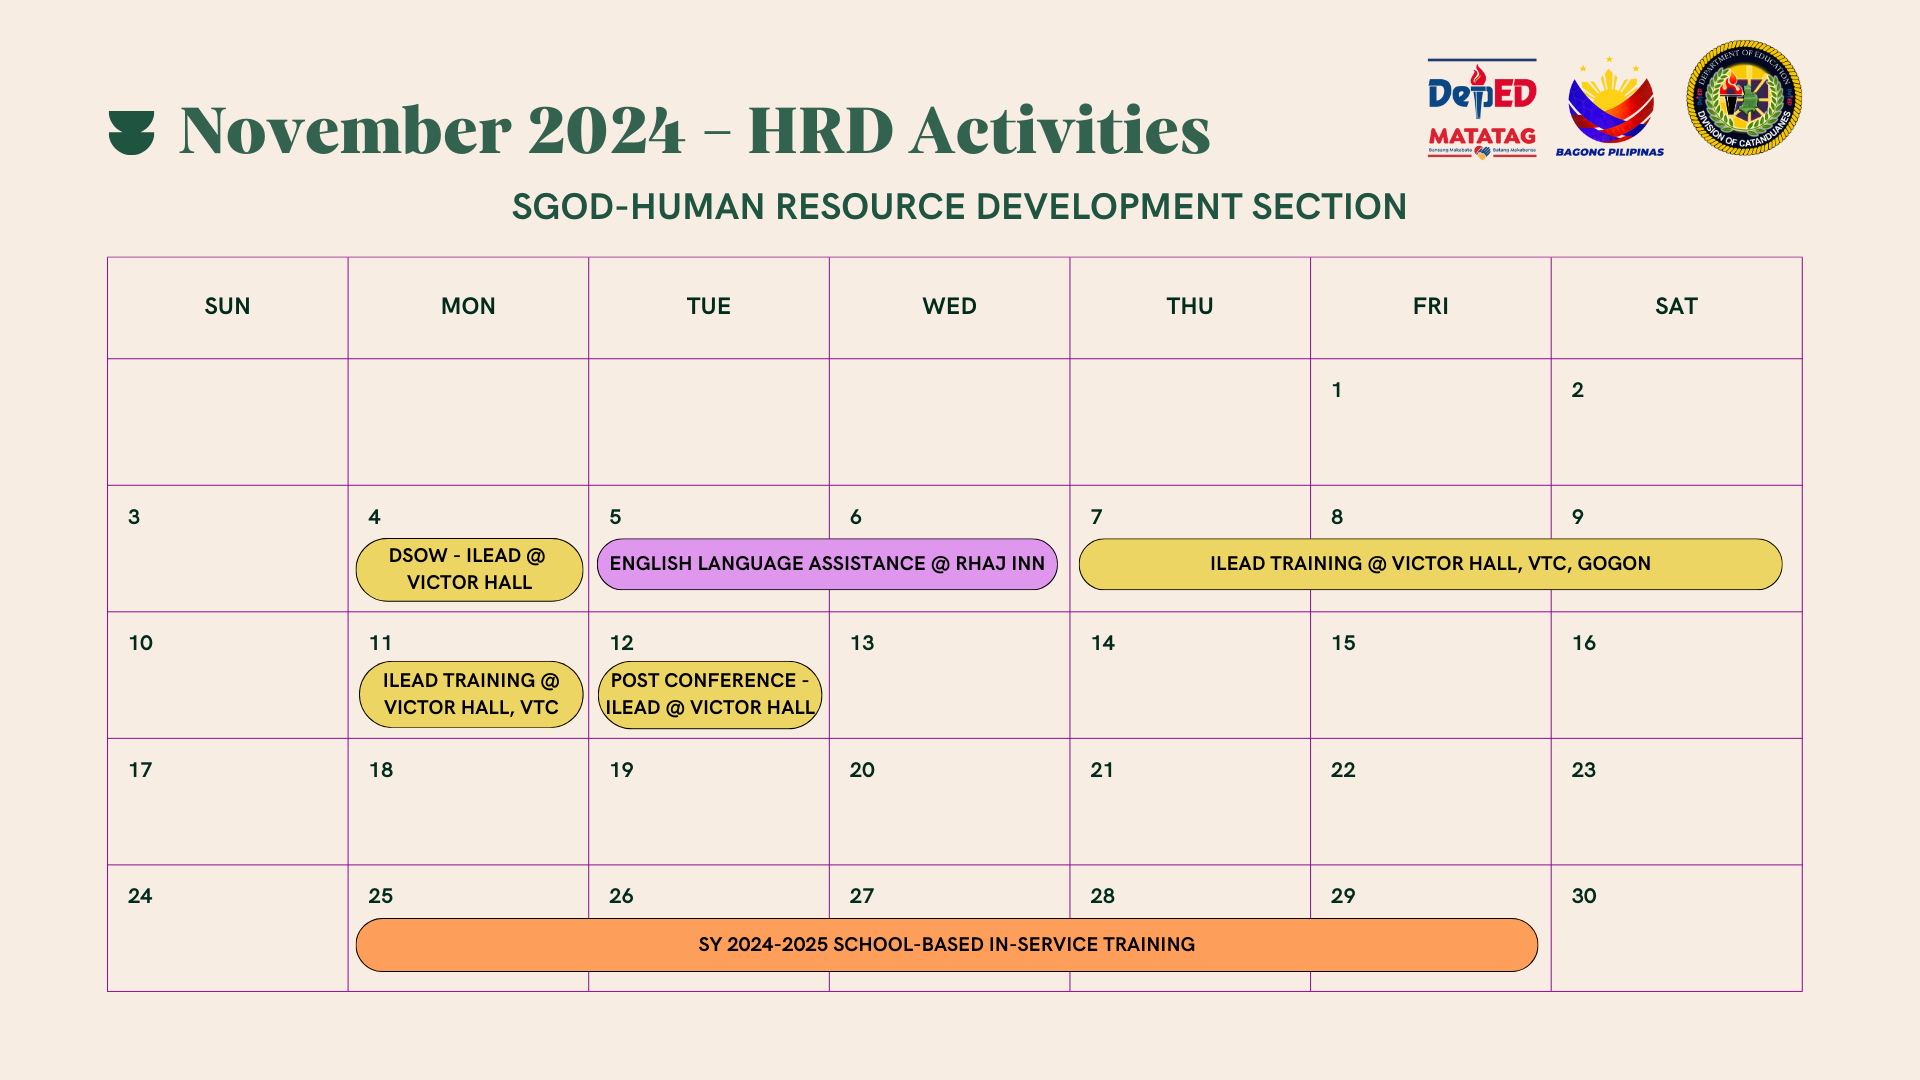 November 2024 – HRD Activities
DepED
MATATAG
Bansang Makabata Batang Makabansa
BAGONG PILIPINAS
DEPARTMENT OF EDUCATION
DIVISION OF CATANDUANES
SGOD-HUMAN RESOURCE DEVELOPMENT SECTION
SUN MON TUE WED THU FRI SAT
1 2
3 4 5 6 7 8 9
DSOW - ILEAD @
VICTOR HALL
ENGLISH LANGUAGE ASSISTANCE @ RHAJ INN
ILEAD TRAINING @ VICTOR HALL, VTC, GOGON
10 11 12 13 14 15 16
ILEAD TRAINING @
VICTOR HALL, VTC
POST CONFERENCE -
ILEAD @ VICTOR HALL
17 18 19 20 21 22 23
24 25 26 27 28 29 30
SY 2024-2025 SCHOOL-BASED IN-SERVICE TRAINING